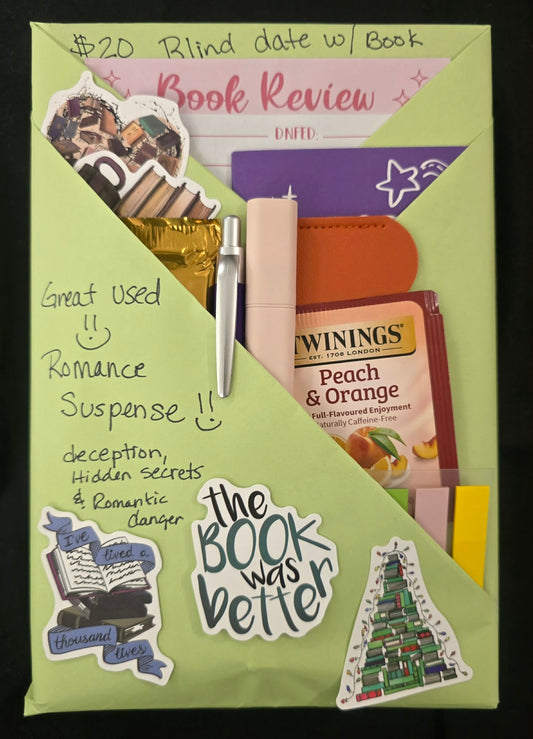 $20 Blind date w/ Book
Book Review
DNFED:
Great used
Romance
Suspense
deception,
Hidden secrets
& Romantic
danger
TWININGS
EST. 1706 LONDON
Peach
& Orange
Full-Flavoured Enjoyment
Naturally Caffeine-Free
I've
lived a
thousand
lives
the
BOOK
was
better